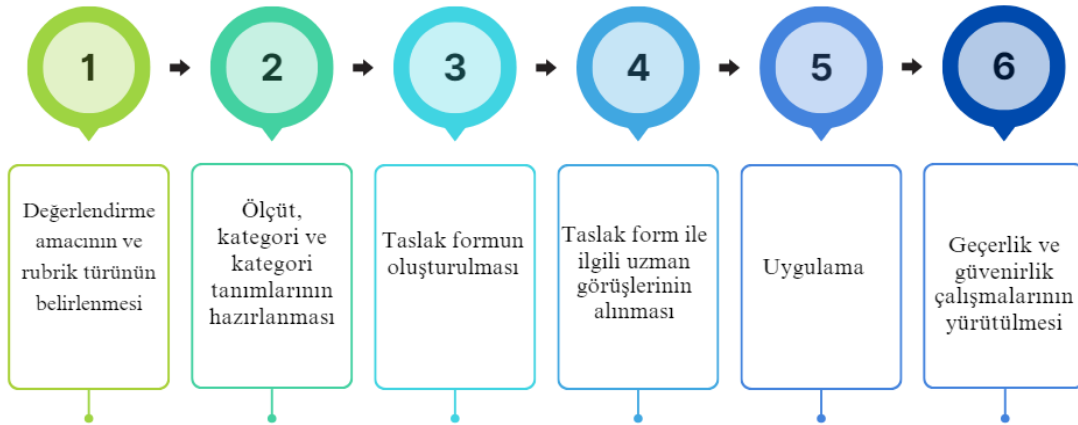 1
2
3
4
5
6
Değerlendirme
amacının ve
rubrik türünün
belirlenmesi
Ölçüt,
kategori ve
kategori
tanımlarının
hazırlanması
Taslak formun
oluşturulması
Taslak form ile
ilgili uzman
görüşlerinin
alınması
Uygulama
Geçerlik ve
güvenirlik
çalışmalarının
yürütülmesi